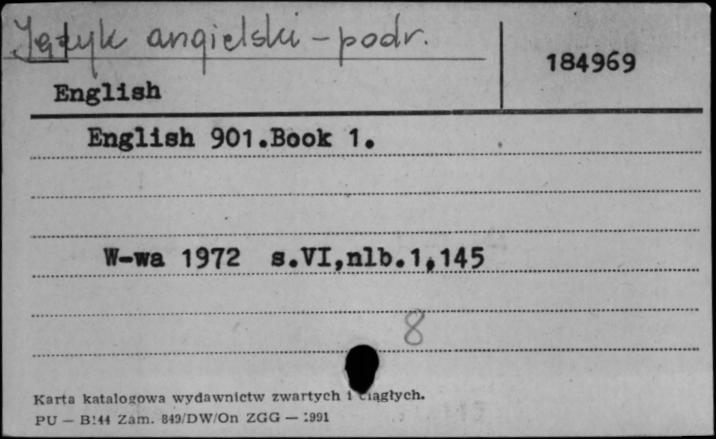 Język angielski - podr.
184969
English
English 901.Book 1.
W-wa 1972 s.VI,nlb.1,145
8
Karta katalogowa wydawnictw zwartych i ciągłych.
PU — B144 Zam. 849/DW/On ZGG — 1991